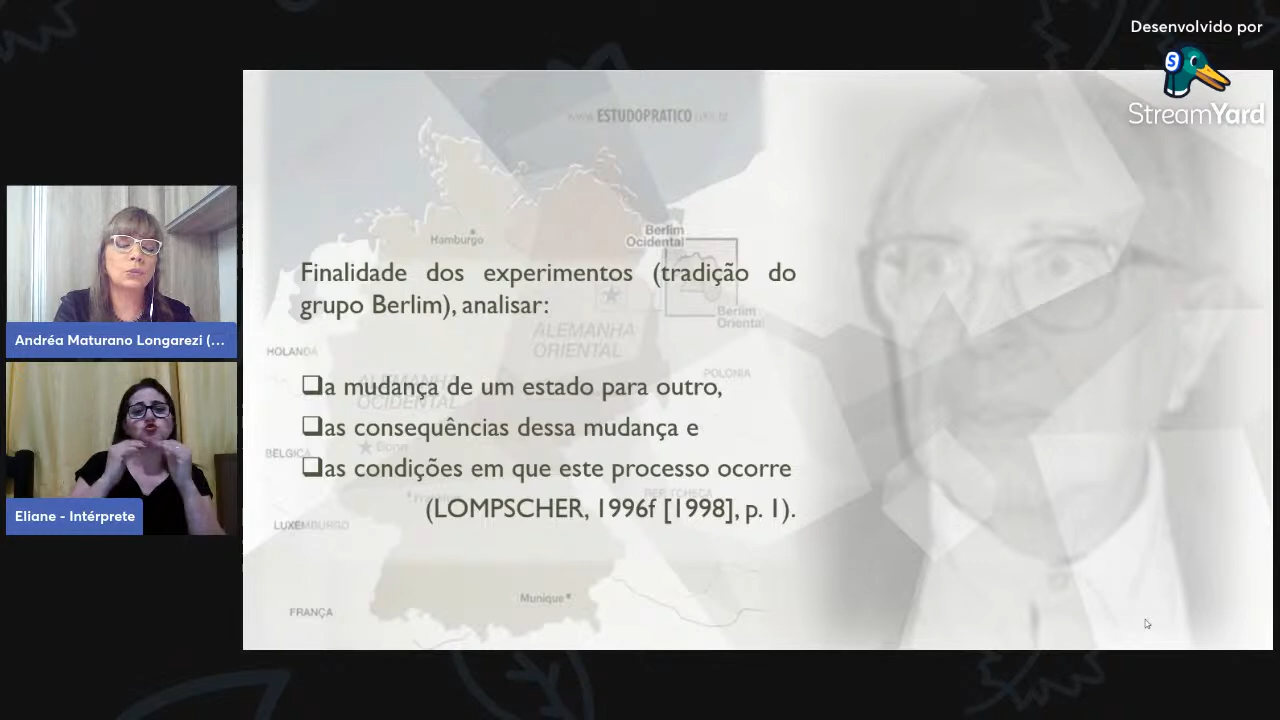 Desenvolvido por
StreamYard
www.ESTUDOPRATICO.com.br
Hamburgo
Berlim
Ocidental
Finalidade dos experimentos (tradição do
grupo Berlim), analisar:
Berlim
Oriental
ALEMANHA
ORIENTAL
HOLANDA
POLONIA
ALEMANHA
OCIDENTAL
❑a mudança de um estado para outro,
❑as consequências dessa mudança e
BELGICA
Bonn
❑as condições em que este processo ocorre
Frankfurt
REP. TCHECA
(LOMPSCHER, 1996f [1998], p. 1).
LUXEMBURGO
Munique
FRANÇA
Andréa Maturano Longarezi (...
Eliane - Intérprete